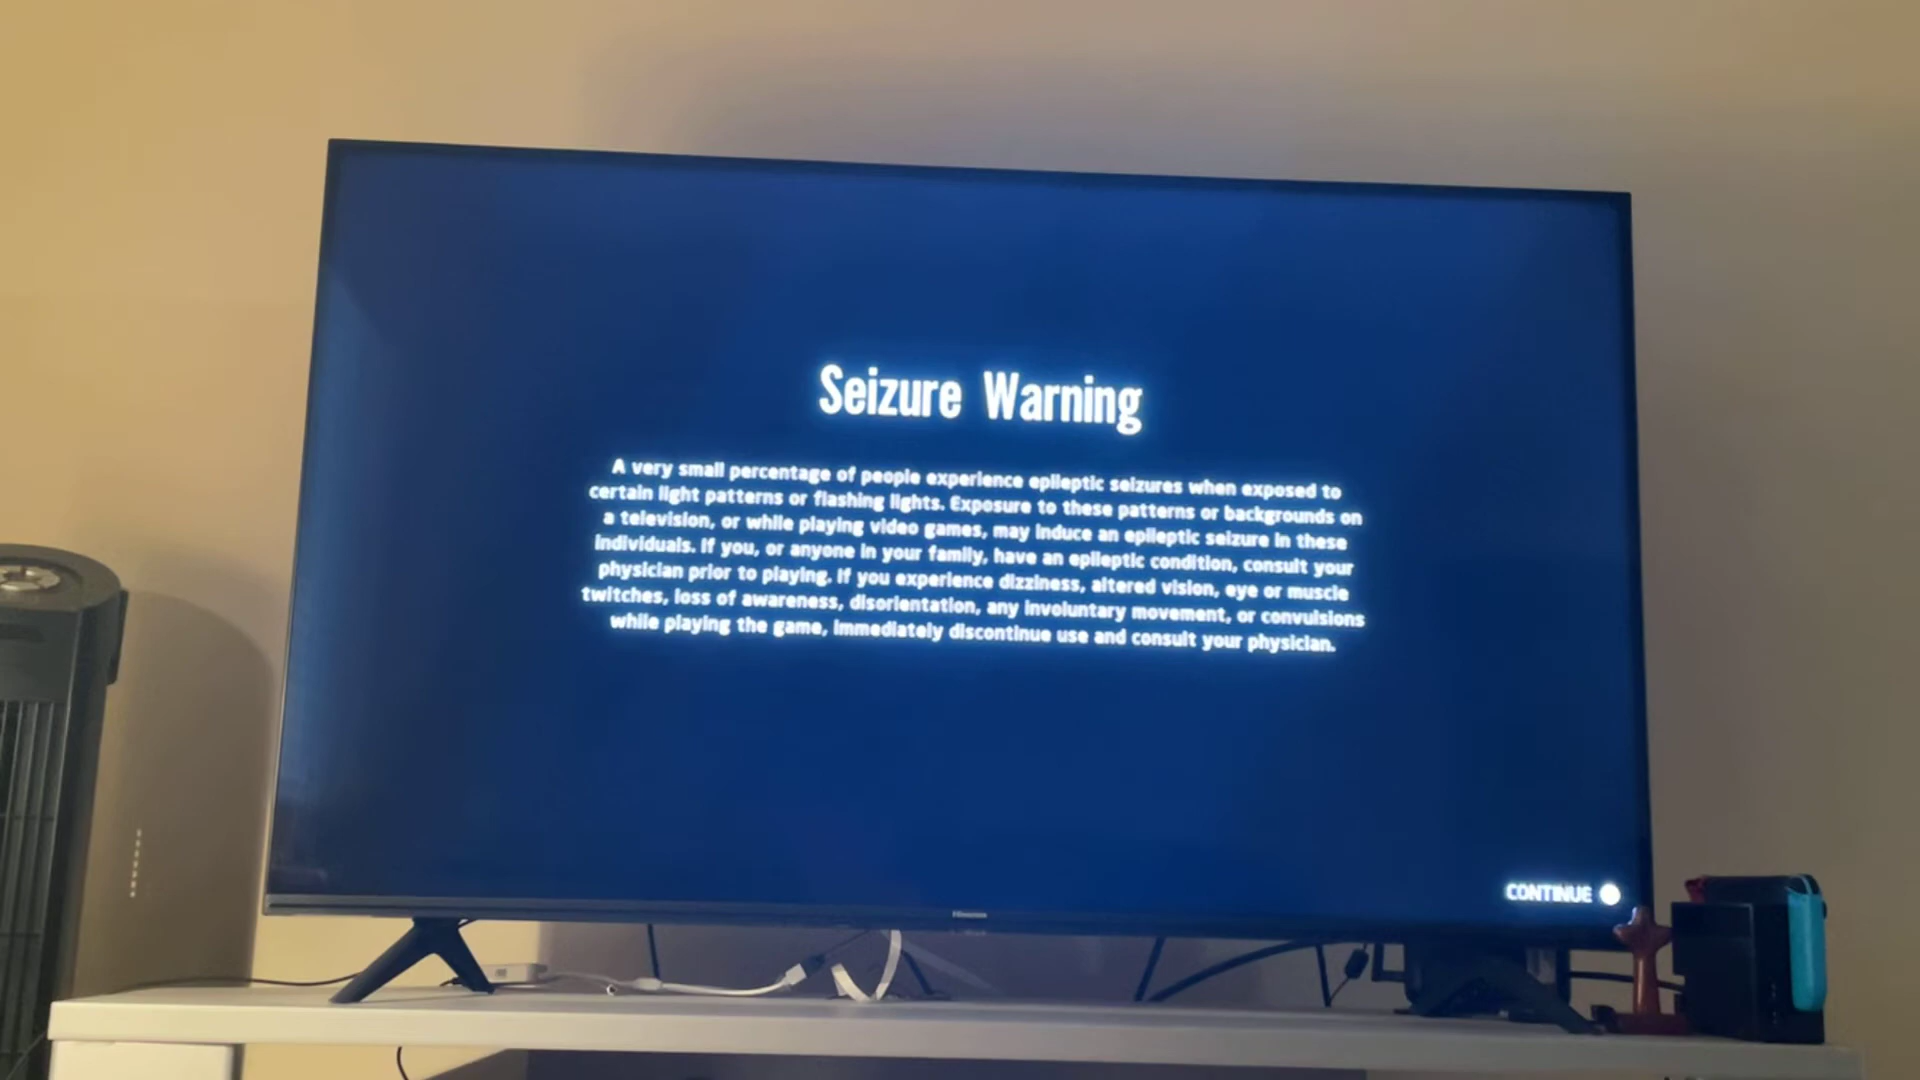 Seizure Warning
A very small percentage of people experience epileptic seizures when exposed to
certain light patterns or flashing lights. Exposure to these patterns or backgrounds on
a television, or while playing video games, may induce an epileptic seizure in these
individuals. If you, or anyone in your family, have an epileptic condition, consult your
physician prior to playing. If you experience dizziness, altered vision, eye or muscle
twitches, loss of awareness, disorientation, any involuntary movement, or convulsions
while playing the game, immediately discontinue use and consult your physician.
CONTINUE
Hisense